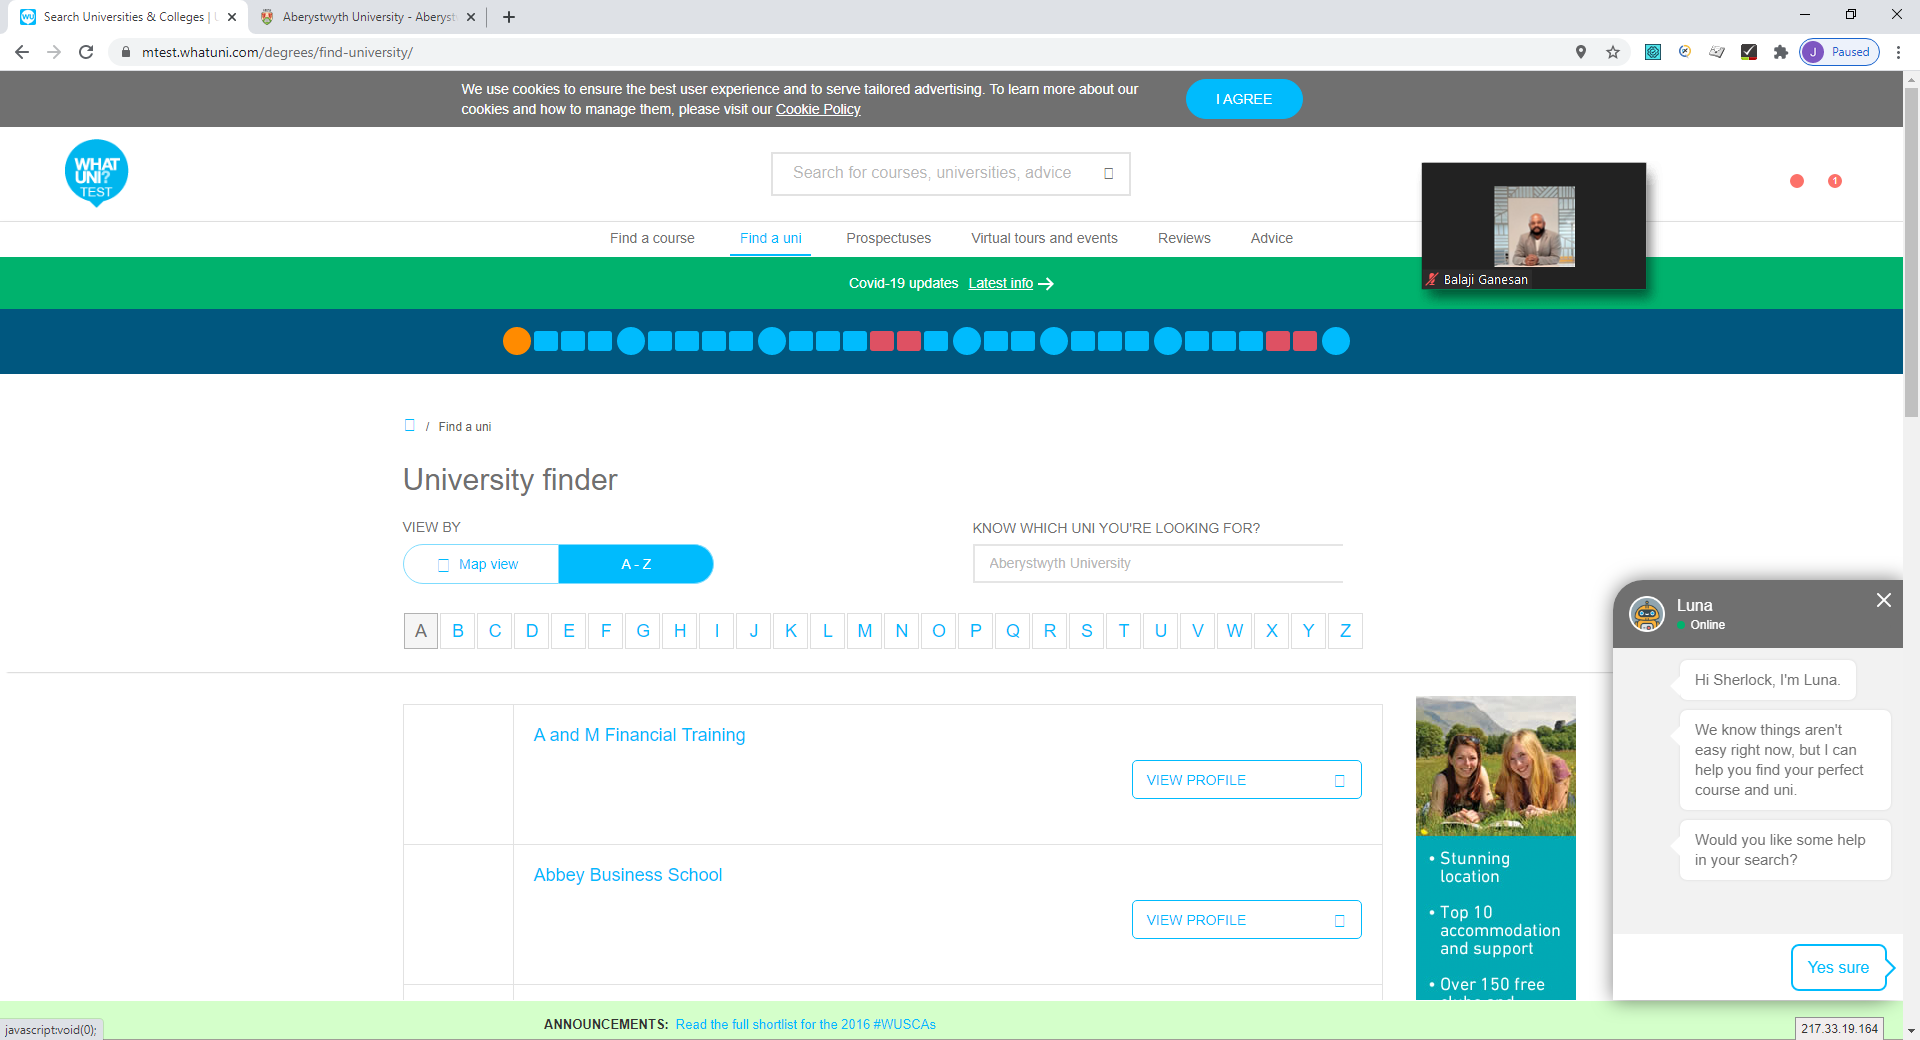 Search Universities & Colleges | U
Aberystwyth University - Aberyst
mtest.whatuni.com/degrees/find-university/
J Paused
We use cookies to ensure the best user experience and to serve tailored advertising. To learn more about our
cookies and how to manage them, please visit our Cookie Policy
I AGREE
WHAT
UNI?
TEST
Search for courses, universities, advice
1
Balaji Ganesan
Find a course
Find a uni
Prospectuses
Virtual tours and events
Reviews
Advice
Covid-19 updates Latest info
/ Find a uni
University finder
VIEW BY
Map view
A - Z
KNOW WHICH UNI YOU'RE LOOKING FOR?
Aberystwyth University
A B C D E F G H I J K L M N O P Q R S T U V W X Y Z
A and M Financial Training
VIEW PROFILE
Abbey Business School
VIEW PROFILE
• Stunning
location
• Top 10
accommodation
and support
• Over 150 free
Luna
Online
Hi Sherlock, I'm Luna.
We know things aren't
easy right now, but I can
help you find your perfect
course and uni.
Would you like some help
in your search?
Yes sure
ANNOUNCEMENTS: Read the full shortlist for the 2016 #WUSCAs
javascript:void(0);
217.33.19.164